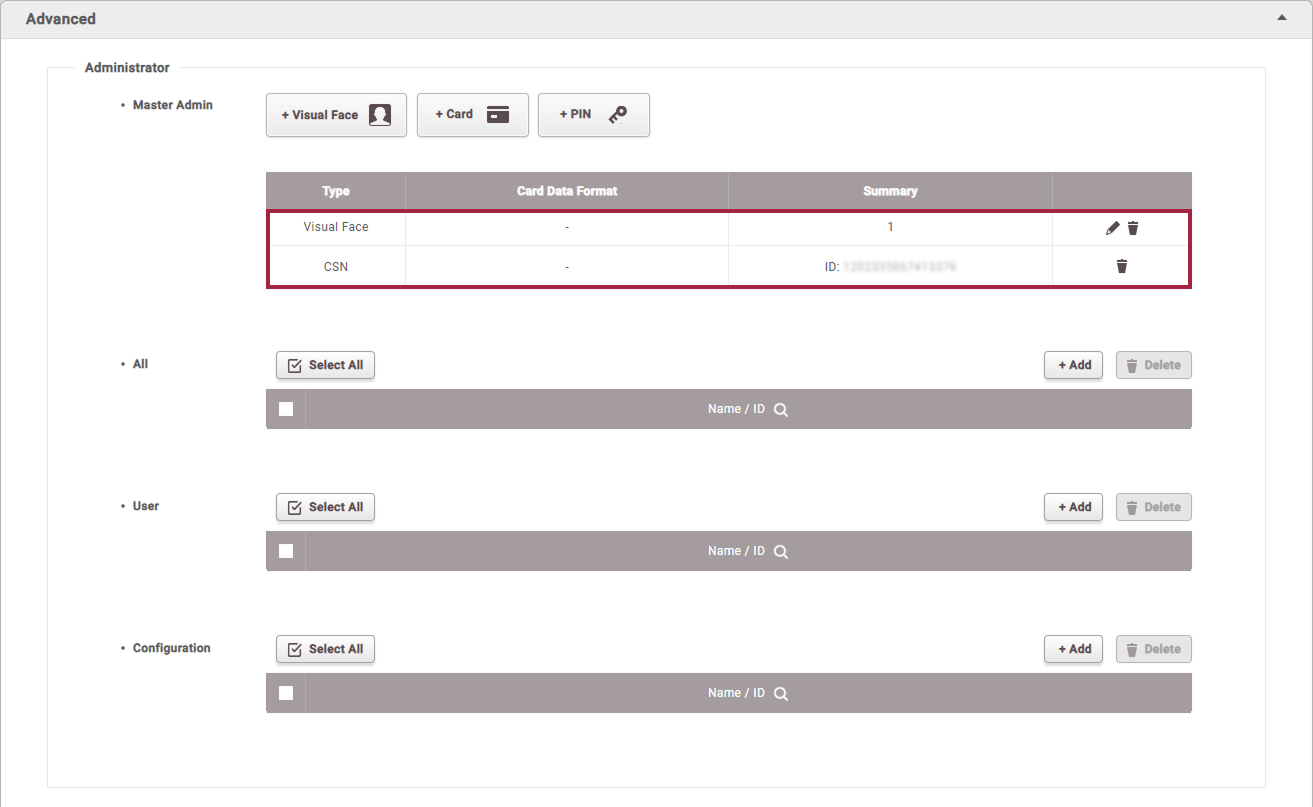 Advanced
Administrator
• Master Admin
+ Visual Face
+ Card
+ PIN
Type Card Data Format Summary
Visual Face - 1
CSN - ID:
• All
Select All
+ Add
Delete
Name / ID
• User
Select All
+ Add
Delete
Name / ID
• Configuration
Select All
+ Add
Delete
Name / ID